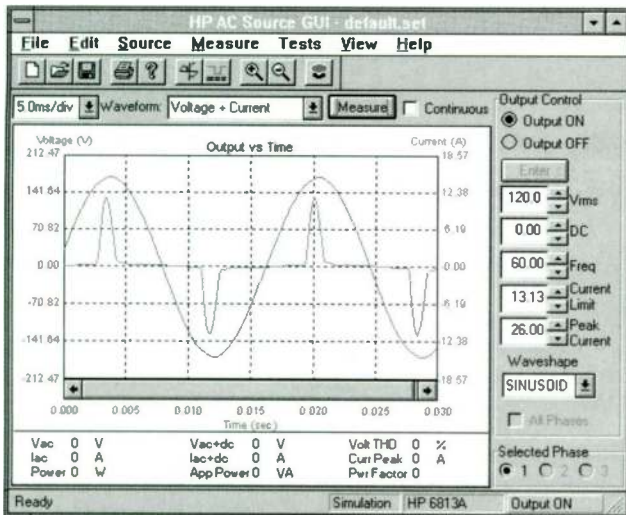 HP AC Source GUI - default.set
File Edit Source Measure Tests View Help
5.0ms/div Waveform: Voltage + Current Measure Continuous
Output Control
Output ON
Output OFF
Enter
120.0 Vrms
0.00 DC
60.00 Freq
13.13 Current Limit
26.00 Peak Current
Waveshape
SINUSOID
All Phases
Selected Phase
1 2 3
Voltage (V) Output vs Time Current (A)
212.47 18.57
141.64 12.38
70.82 6.19
0.00 0.00
-70.82 6.19
-141.64 12.38
-212.47 18.57
0.000 0.005 0.010 0.015 0.020 0.025 0.030
Time (sec)
Vac 0 V Vac+dc 0 V Volt THD 0 %
Iac 0 A Iac+dc 0 A Curr Peak 0 A
Power 0 W App Power 0 VA Pwr Factor 0
Ready Simulation HP 6813A Output ON